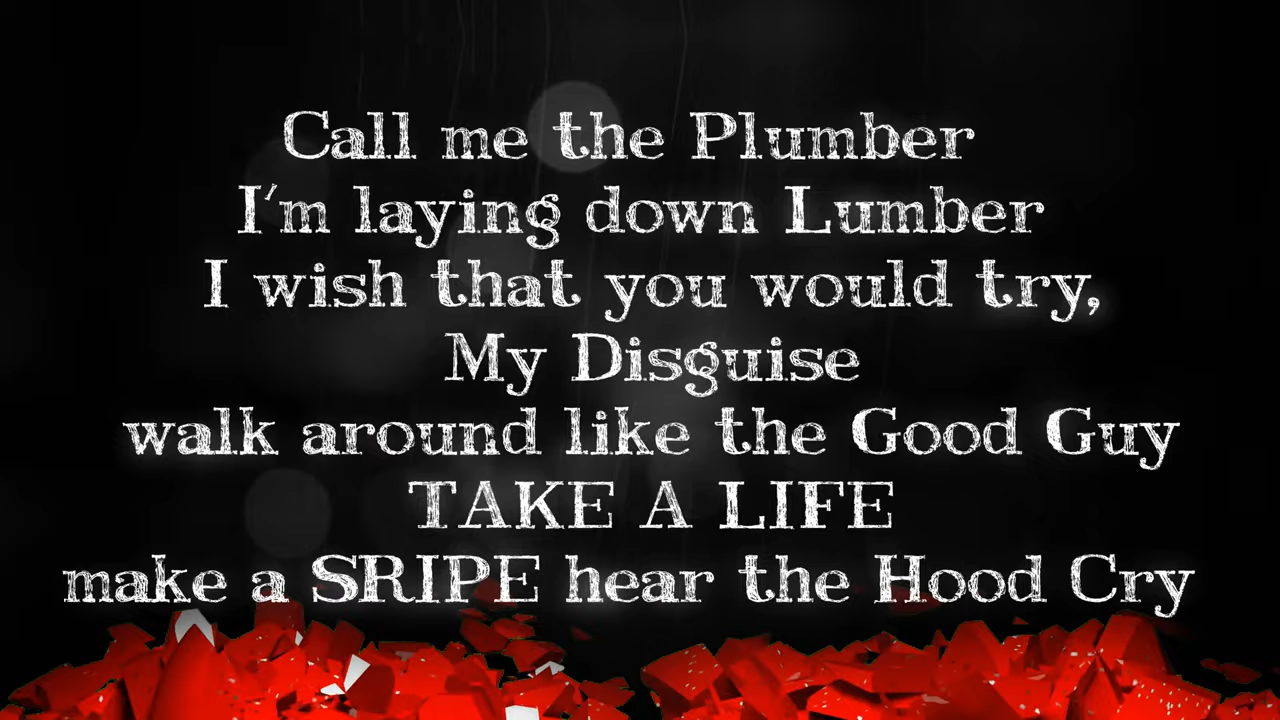 Call me the Plumber
I'm laying down Lumber
I wish that you would try,
My Disguise
walk around like the Good Guy
TAKE A LIFE
make a SRIPE hear the Hood Cry